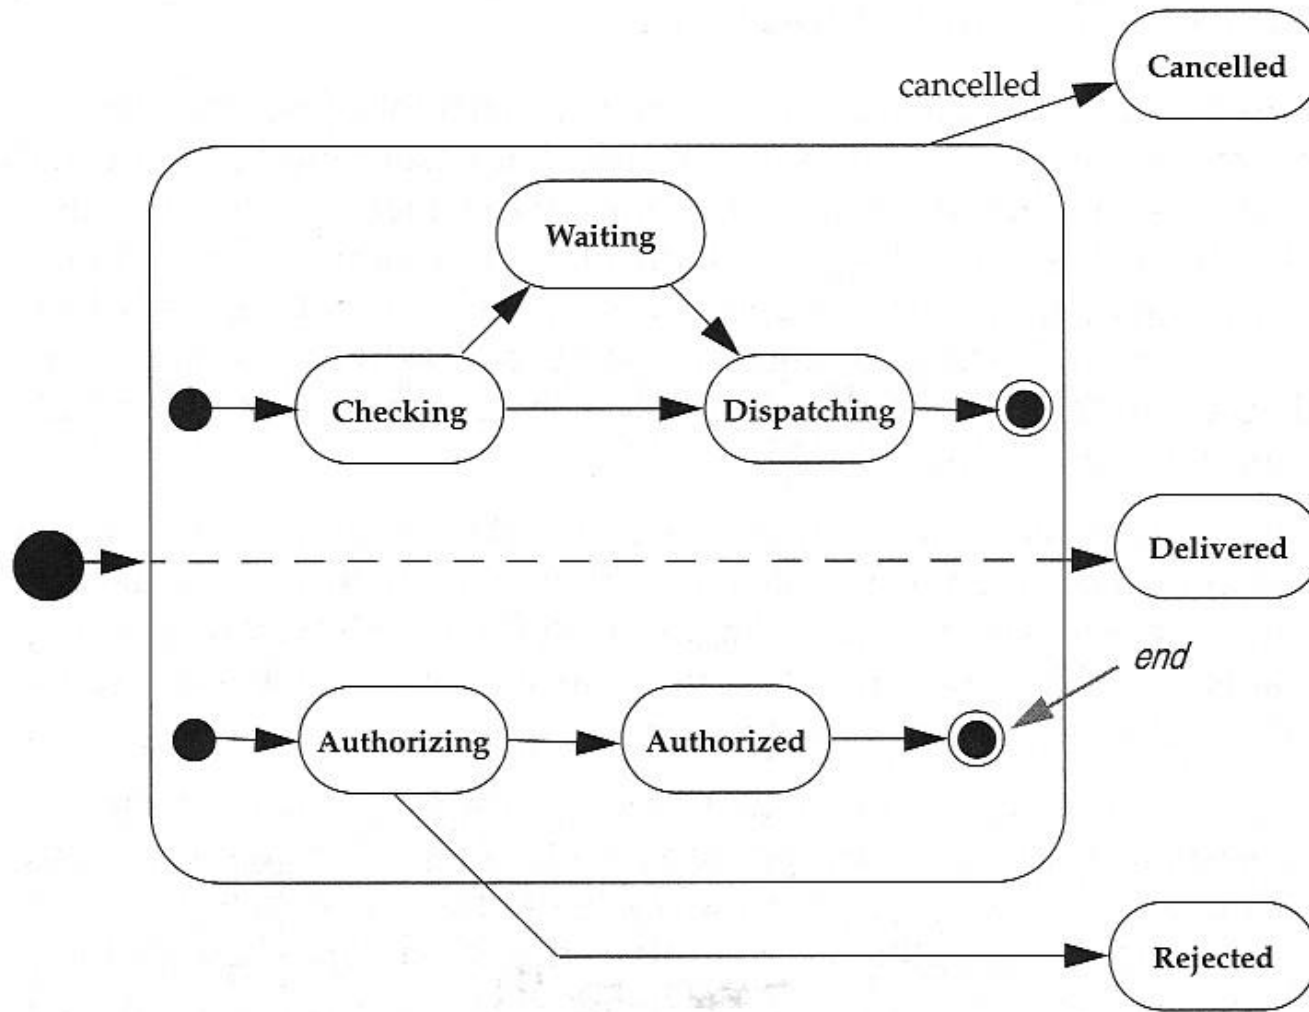 Cancelled
cancelled
Waiting
Checking
Dispatching
Delivered
end
Authorizing
Authorized
Rejected